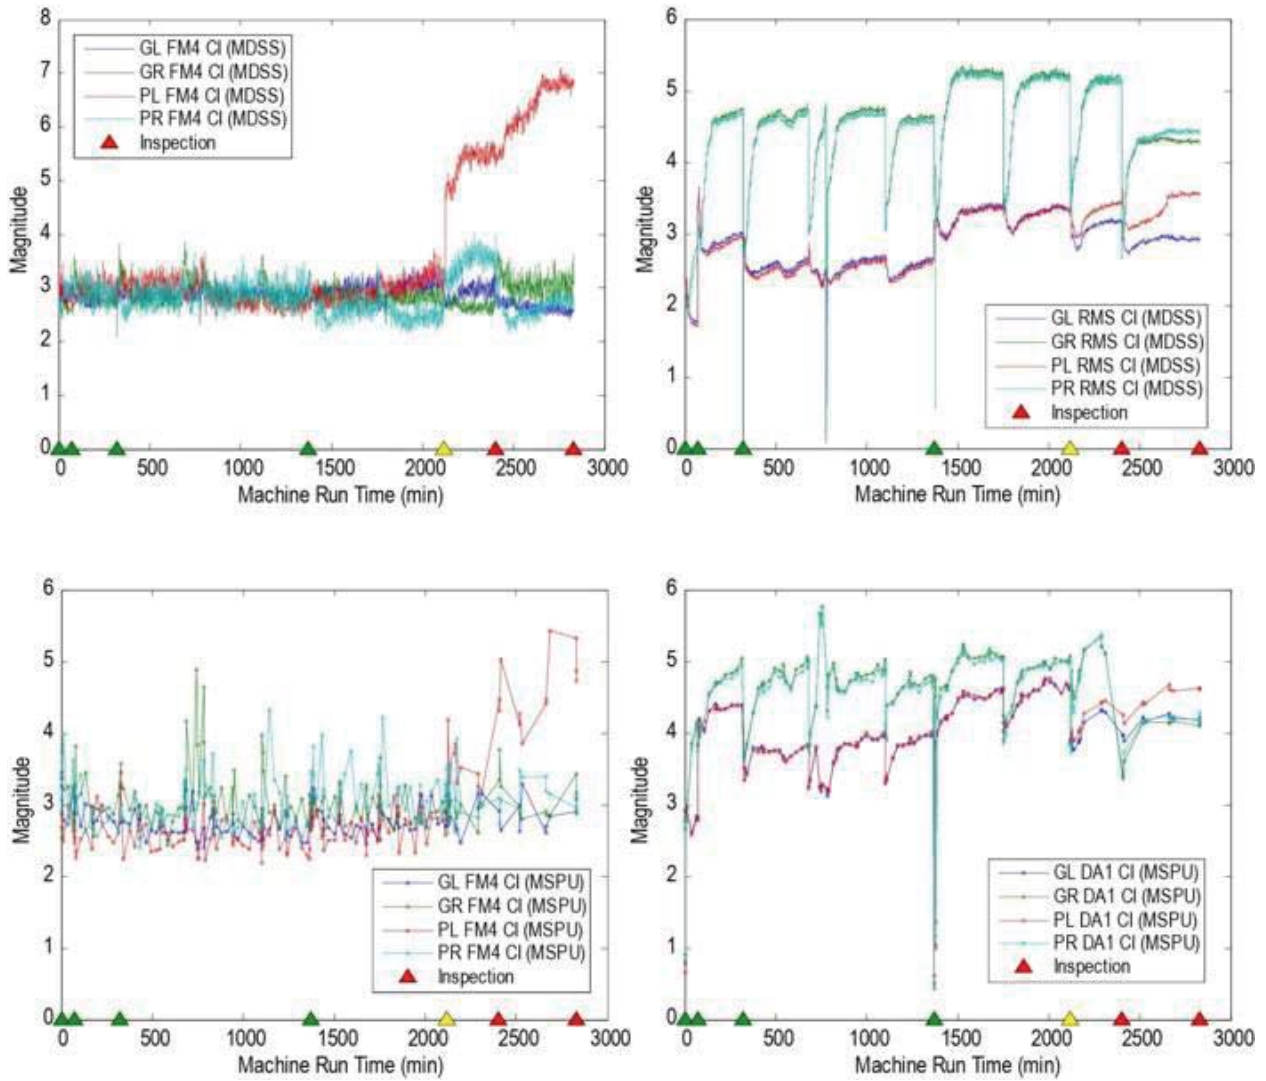 8
7
6
5
4
3
2
1
0
Magnitude
GL FM4 CI (MDSS)
GR FM4 CI (MDSS)
PL FM4 CI (MDSS)
PR FM4 CI (MDSS)
Inspection
0 500 1000 1500 2000 2500 3000
Machine Run Time (min)
6
5
4
3
2
1
0
Magnitude
GL RMS CI (MDSS)
GR RMS CI (MDSS)
PL RMS CI (MDSS)
PR RMS CI (MDSS)
Inspection
0 500 1000 1500 2000 2500 3000
Machine Run Time (min)
6
5
4
3
2
1
0
Magnitude
GL FM4 CI (MSPU)
GR FM4 CI (MSPU)
PL FM4 CI (MSPU)
PR FM4 CI (MSPU)
Inspection
0 500 1000 1500 2000 2500 3000
Machine Run Time (min)
6
5
4
3
2
1
0
Magnitude
GL DA1 CI (MSPU)
GR DA1 CI (MSPU)
PL DA1 CI (MSPU)
PR DA1 CI (MSPU)
Inspection
0 500 1000 1500 2000 2500 3000
Machine Run Time (min)